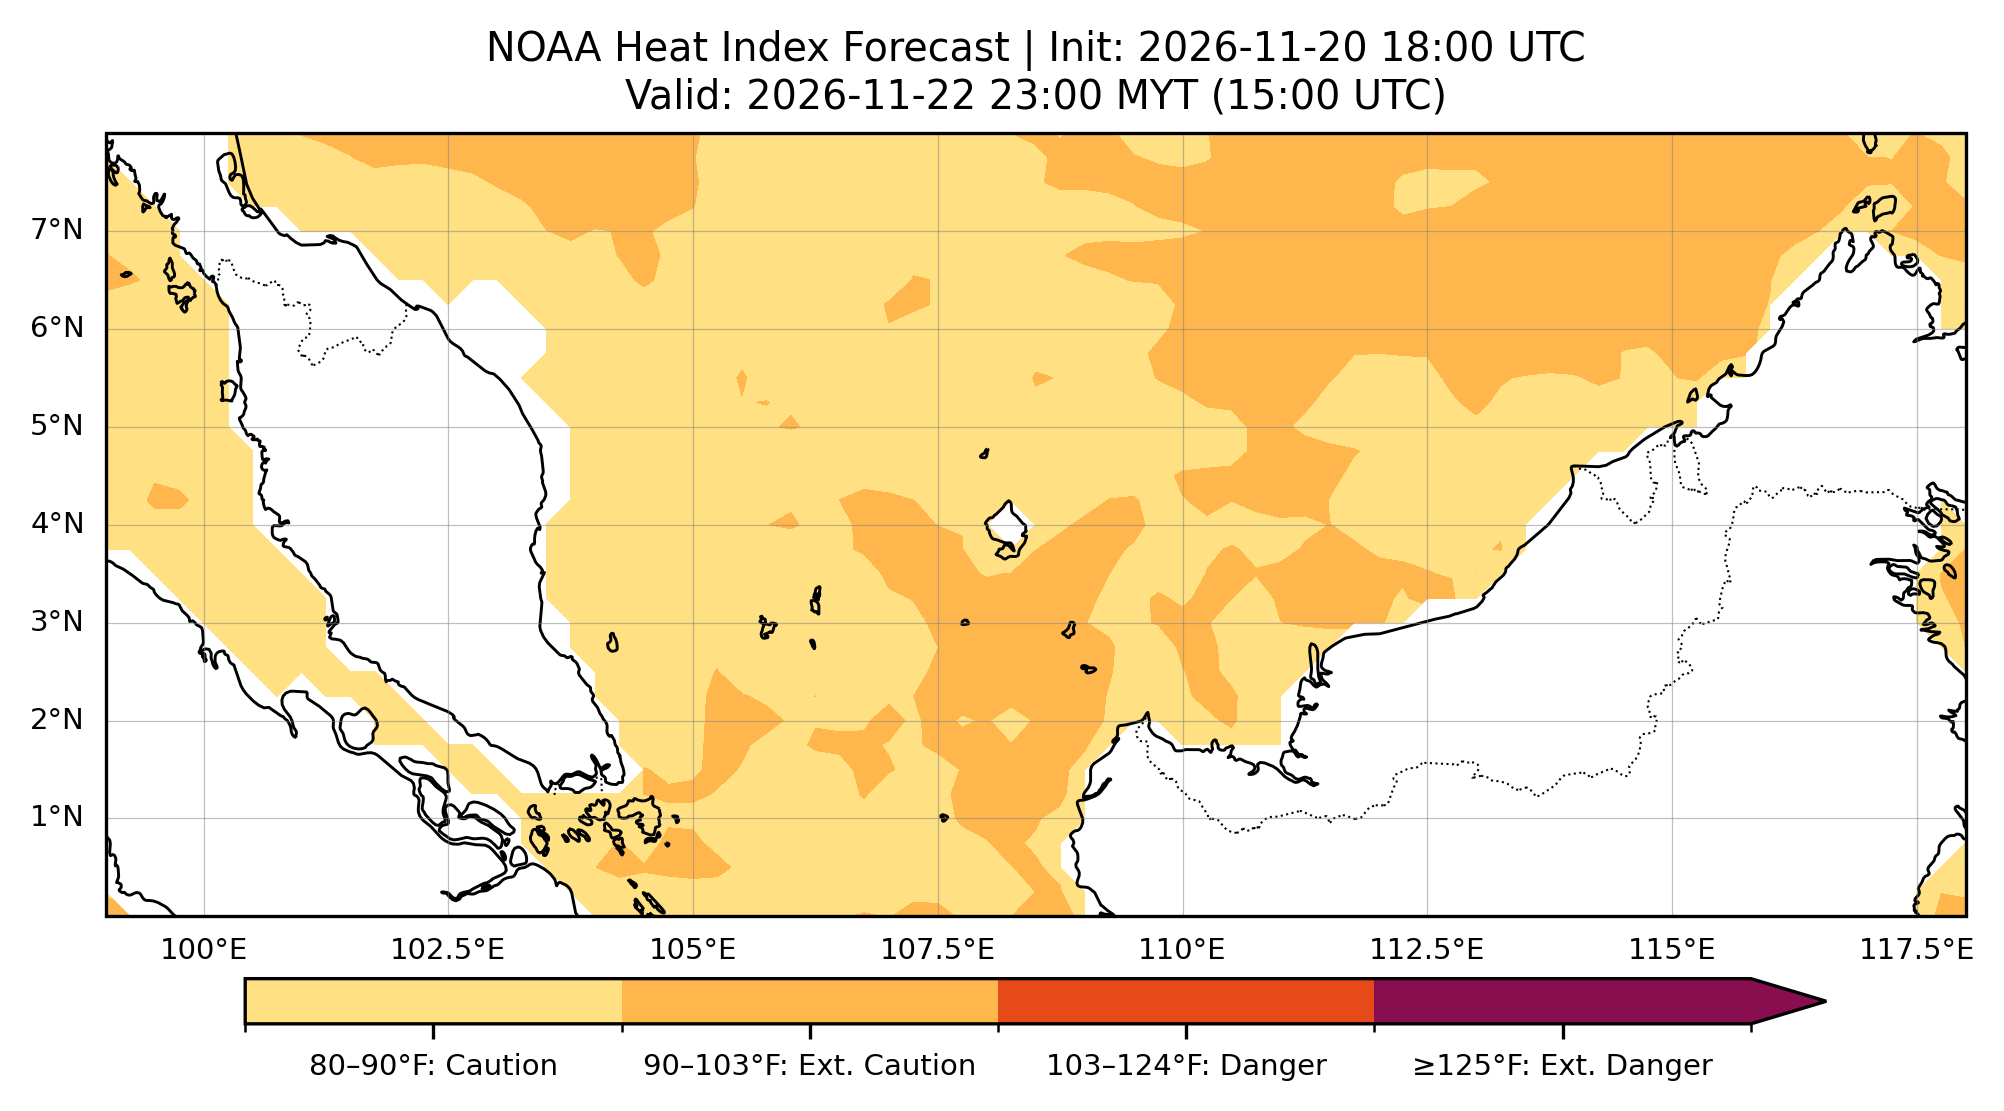 NOAA Heat Index Forecast | Init: 2026-11-20 18:00 UTC
Valid: 2026-11-22 23:00 MYT (15:00 UTC)
7°N
6°N
5°N
4°N
3°N
2°N
1°N
100°E 102.5°E 105°E 107.5°E 110°E 112.5°E 115°E 117.5°E
80–90°F: Caution 90–103°F: Ext. Caution 103–124°F: Danger ≥125°F: Ext. Danger